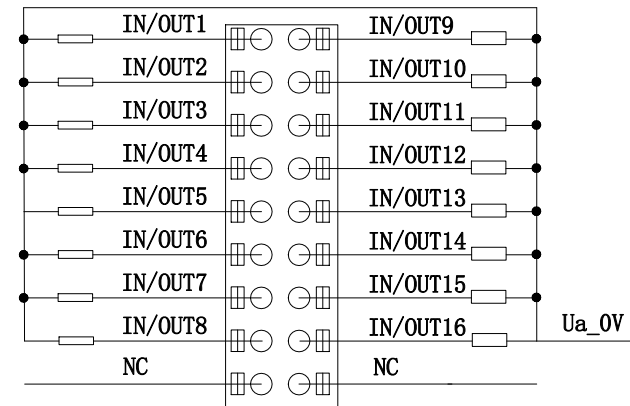 IN/OUT1 IN/OUT9
IN/OUT2 IN/OUT10
IN/OUT3 IN/OUT11
IN/OUT4 IN/OUT12
IN/OUT5 IN/OUT13
IN/OUT6 IN/OUT14
IN/OUT7 IN/OUT15
IN/OUT8 IN/OUT16 Ua_0V
NC NC